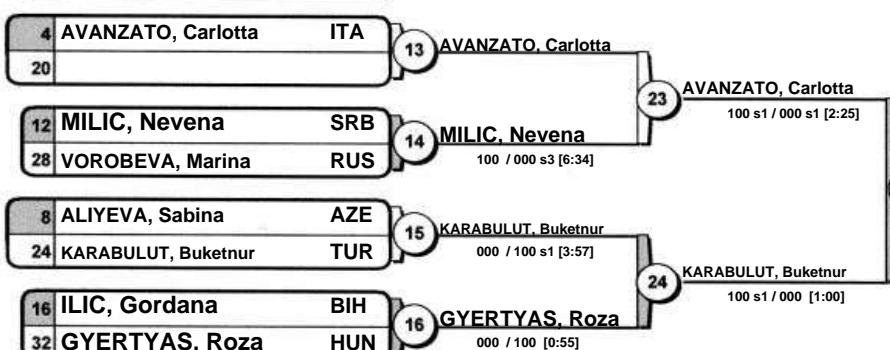 4 AVANZATO, Carlotta ITA
20
13
AVANZATO, Carlotta
12 MILIC, Nevena SRB
28 VOROBEVA, Marina RUS
14
MILIC, Nevena
100 / 000 s3 [6:34]
23
AVANZATO, Carlotta
100 s1 / 000 s1 [2:25]
8 ALIYEVA, Sabina AZE
24 KARABULUT, Buketnur TUR
15
KARABULUT, Buketnur
000 / 100 s1 [3:57]
16 ILIC, Gordana BIH
32 GYERTYAS, Roza HUN
16
GYERTYAS, Roza
000 / 100 [0:55]
24
KARABULUT, Buketnur
100 s1 / 000 [1:00]